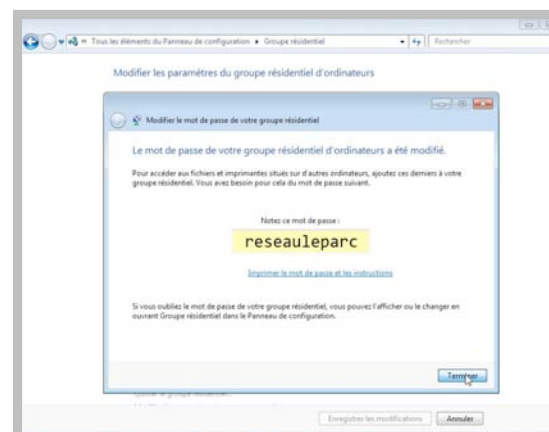 Tous les éléments du Panneau de configuration ▸ Groupe résidentiel
Rechercher
Modifier les paramètres du groupe résidentiel d'ordinateurs
Modifier le mot de passe de votre groupe résidentiel
Le mot de passe de votre groupe résidentiel d'ordinateurs a été modifié.
Pour accéder aux fichiers et imprimantes situés sur d'autres ordinateurs, ajoutez ces derniers à votre
groupe résidentiel. Vous avez besoin pour cela du mot de passe suivant.
Notez ce mot de passe :
reseauleparc
Imprimer le mot de passe et les instructions
Si vous oubliez le mot de passe de votre groupe résidentiel, vous pouvez l'afficher ou le changer en
ouvrant Groupe résidentiel dans le Panneau de configuration.
Terminer
Enregistrer les modifications
Annuler